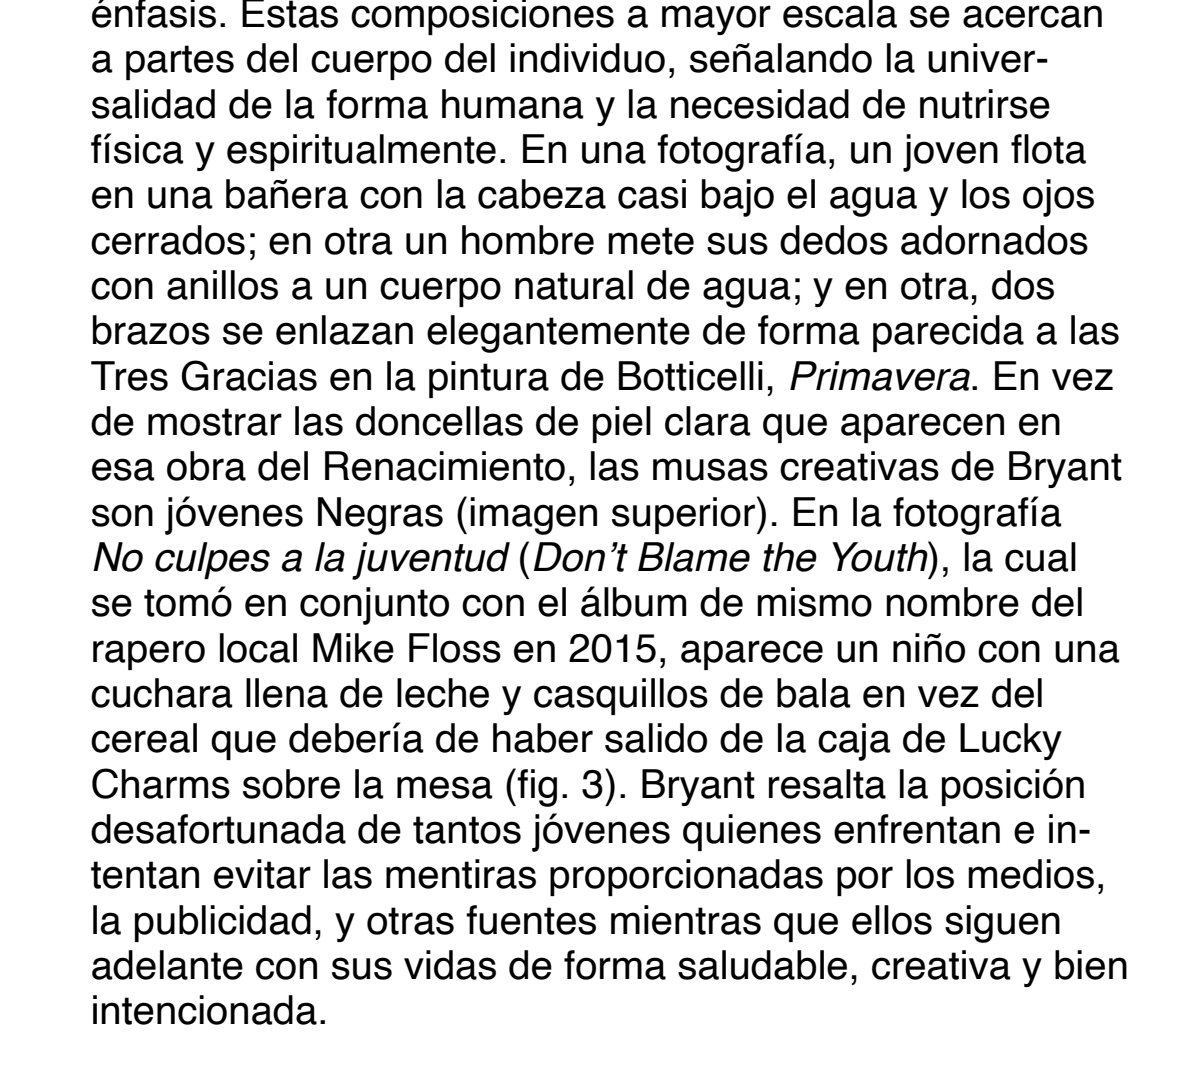 énfasis. Estas composiciones a mayor escala se acercan
a partes del cuerpo del individuo, señalando la univer-
salidad de la forma humana y la necesidad de nutrirse
física y espiritualmente. En una fotografía, un joven flota
en una bañera con la cabeza casi bajo el agua y los ojos
cerrados; en otra un hombre mete sus dedos adornados
con anillos a un cuerpo natural de agua; y en otra, dos
brazos se enlazan elegantemente de forma parecida a las
Tres Gracias en la pintura de Botticelli, Primavera. En vez
de mostrar las doncellas de piel clara que aparecen en
esa obra del Renacimiento, las musas creativas de Bryant
son jóvenes Negras (imagen superior). En la fotografía
No culpes a la juventud (Don’t Blame the Youth), la cual
se tomó en conjunto con el álbum de mismo nombre del
rapero local Mike Floss en 2015, aparece un niño con una
cuchara llena de leche y casquillos de bala en vez del
cereal que debería de haber salido de la caja de Lucky
Charms sobre la mesa (fig. 3). Bryant resalta la posición
desafortunada de tantos jóvenes quienes enfrentan e in-
tentan evitar las mentiras proporcionadas por los medios,
la publicidad, y otras fuentes mientras que ellos siguen
adelante con sus vidas de forma saludable, creativa y bien
intencionada.